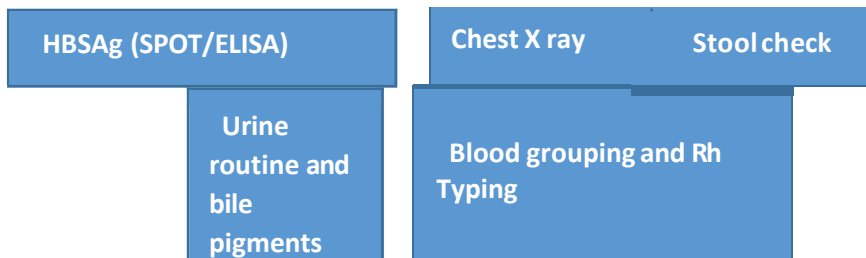 HBSAg (SPOT/ELISA)
Chest X ray
Stool check
Urine
routine and
bile
pigments
Blood grouping and Rh
Typing